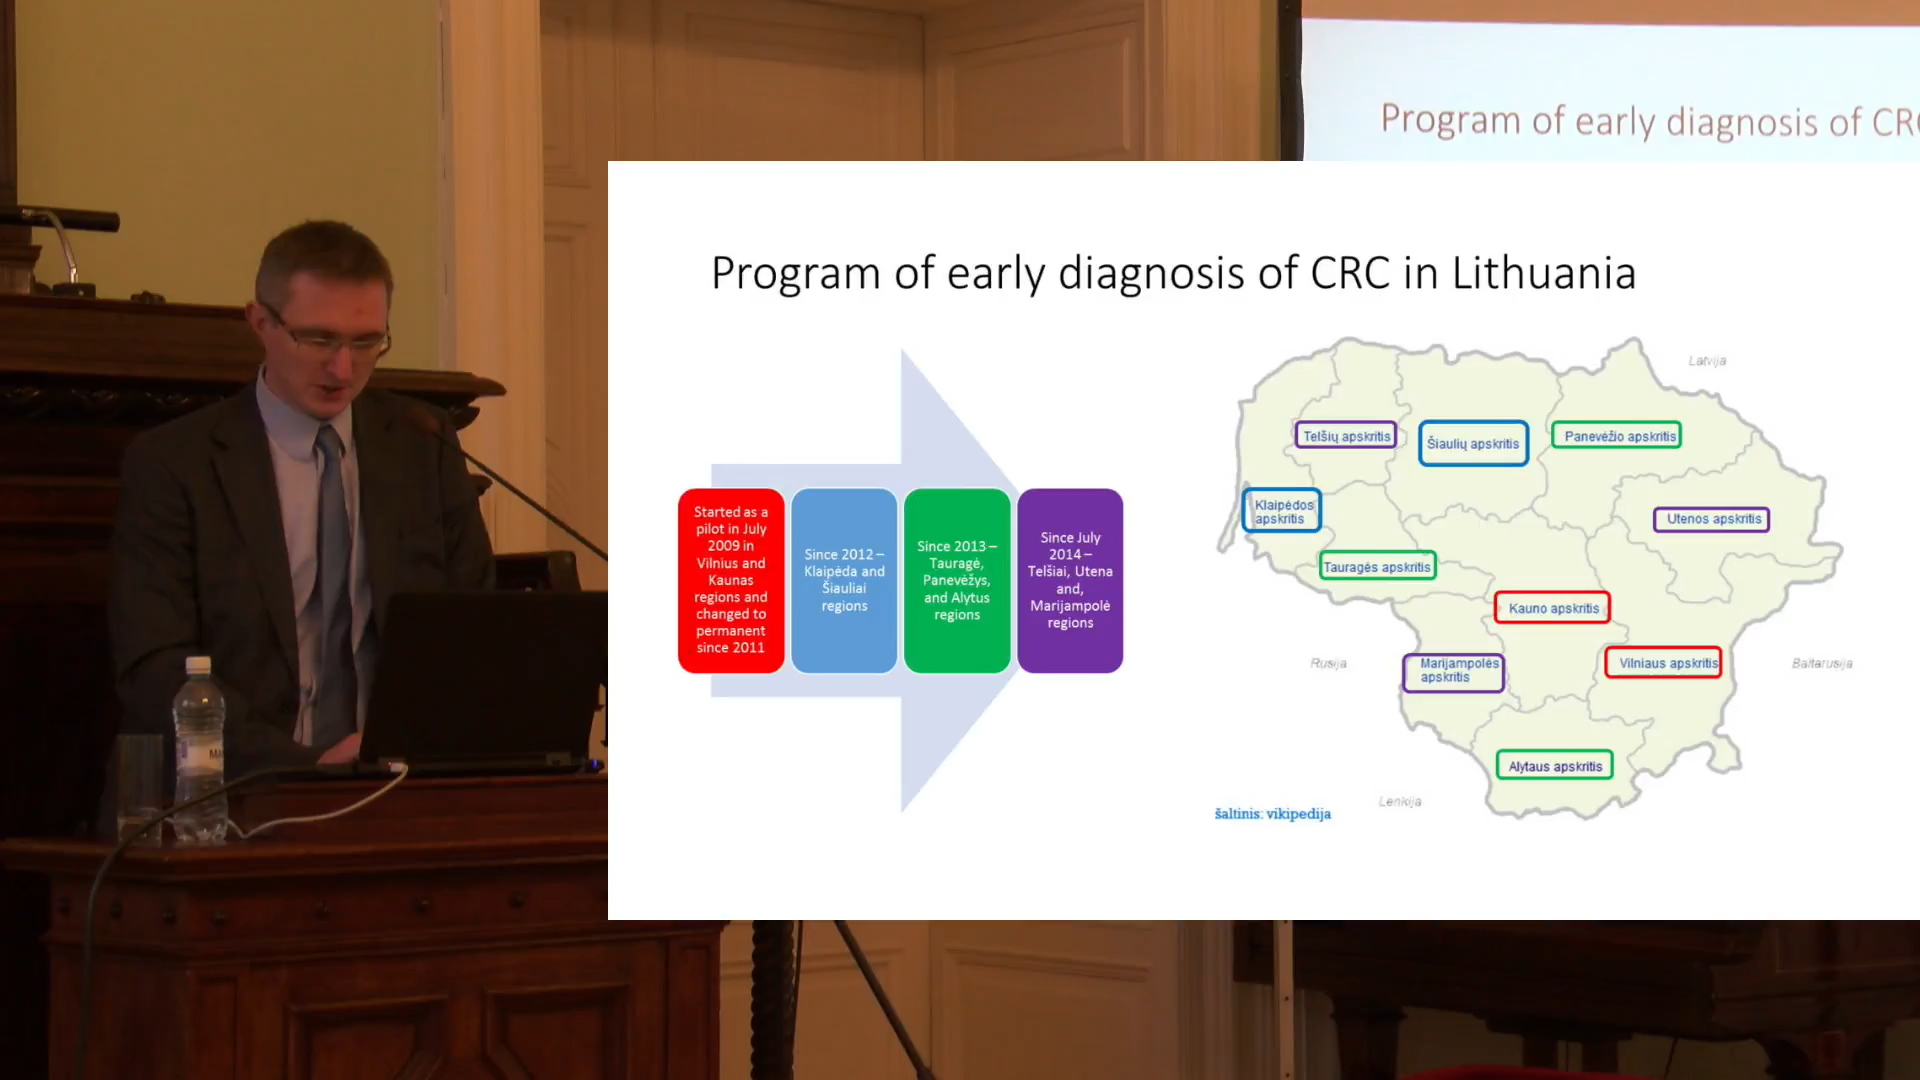 Program of early diagnosis of CRC
Program of early diagnosis of CRC in Lithuania
Started as a
pilot in July
2009 in
Vilnius and
Kaunas
regions and
changed to
permanent
since 2011
Since 2012 –
Klaipėda and
Šiauliai
regions
Since 2013 –
Tauragė,
Panevėžys,
and Alytus
regions
Since July
2014 –
Telšiai, Utena
and,
Marijampolė
regions
Latvija
Telšių apskritis
Šiaulių apskritis
Panevėžio apskritis
Klaipėdos
apskritis
Utenos apskritis
Tauragės apskritis
Kauno apskritis
Rusija
Marijampolės
apskritis
Vilniaus apskritis
Baltarusija
Alytaus apskritis
Lenkija
šaltinis: vikipedija